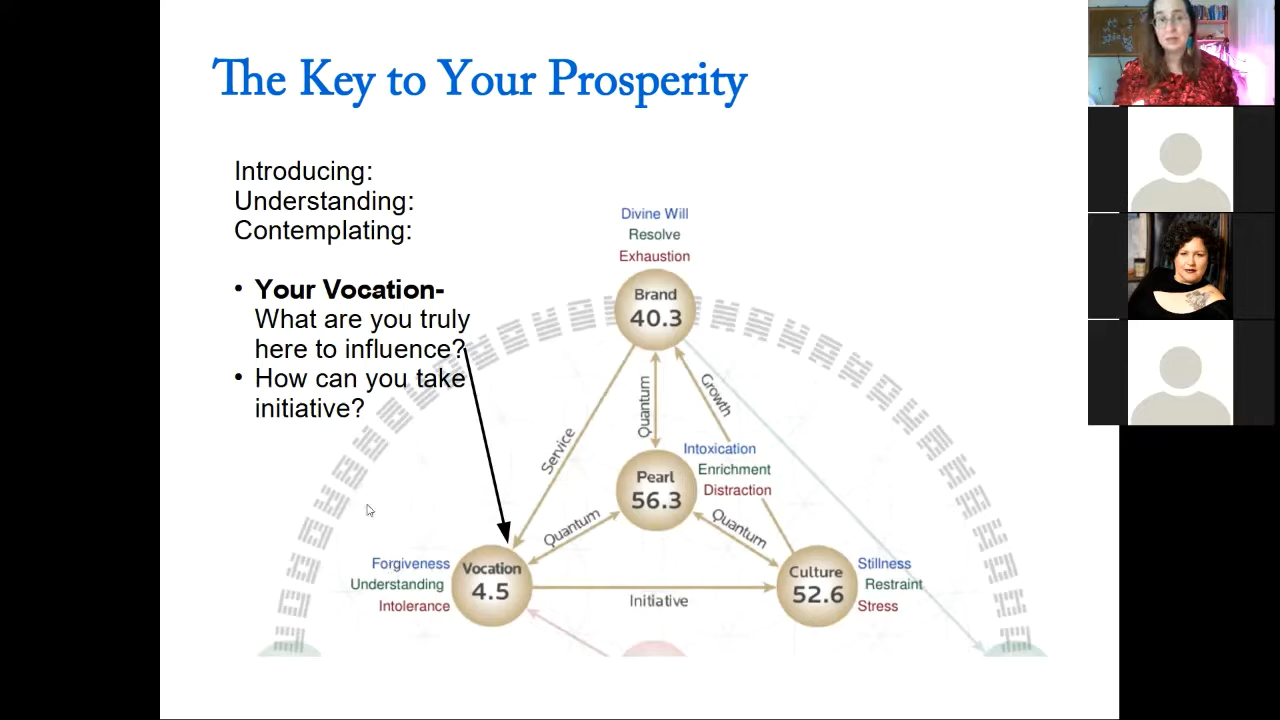 The Key to Your Prosperity
Introducing:
Understanding:
Contemplating:
• Your Vocation-
What are you truly
here to influence?
• How can you take
initiative?
Divine Will
Resolve
Exhaustion
Brand
40.3
Service
Quantum
Growth
Pearl
56.3
Intoxication
Enrichment
Distraction
Quantum
Quantum
Forgiveness
Understanding
Intolerance
Vocation
4.5
Initiative
Culture
52.6
Stillness
Restraint
Stress